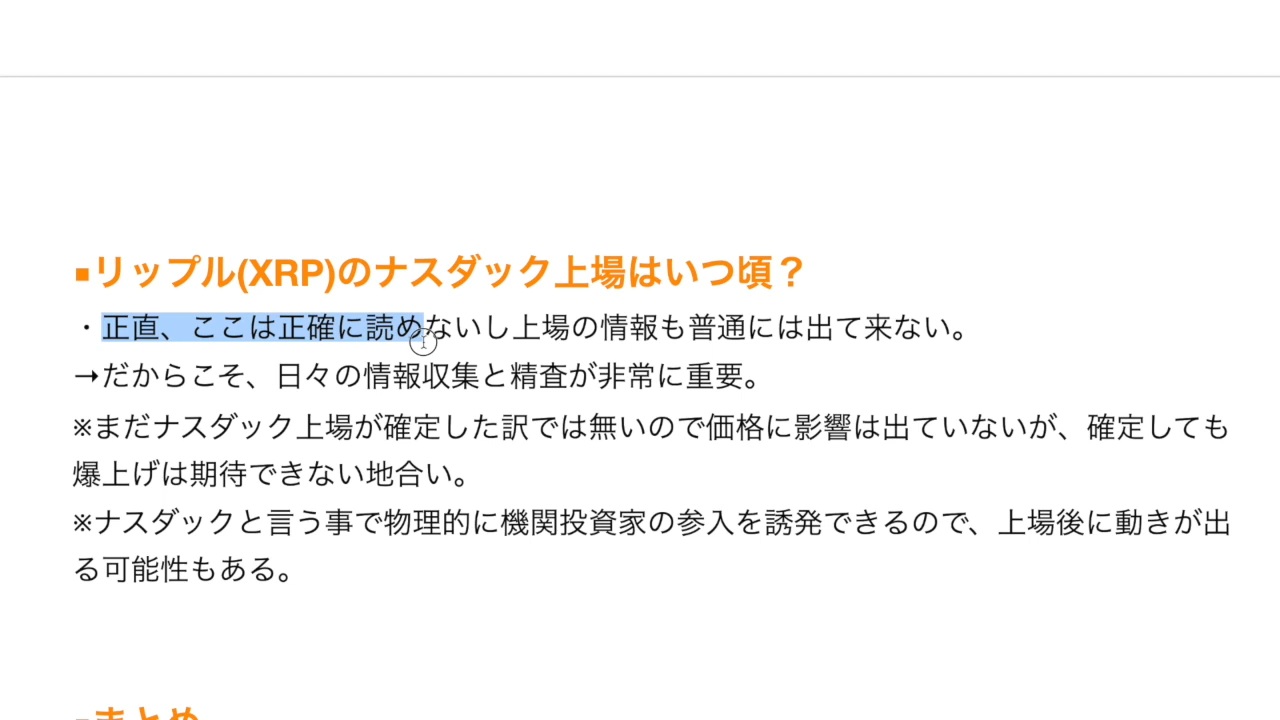 ▪リップル(XRP)のナスダック上場はいつ頃？
・正直、ここは正確に読めないし上場の情報も普通には出て来ない。
→だからこそ、日々の情報収集と精査が非常に重要。
※まだナスダック上場が確定した訳では無いので価格に影響は出ていないが、確定しても
爆上げは期待できない地合い。
※ナスダックと言う事で物理的に機関投資家の参入を誘発できるので、上場後に動きが出
る可能性もある。
▪まとめ